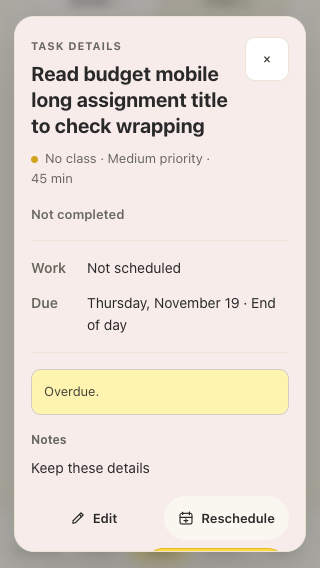 TASK DETAILS
×
Read budget mobile
long assignment title
to check wrapping
No class · Medium priority ·
45 min
Not completed
Work Not scheduled
Due Thursday, November 19 · End
of day
Overdue.
Notes
Keep these details
Edit Reschedule